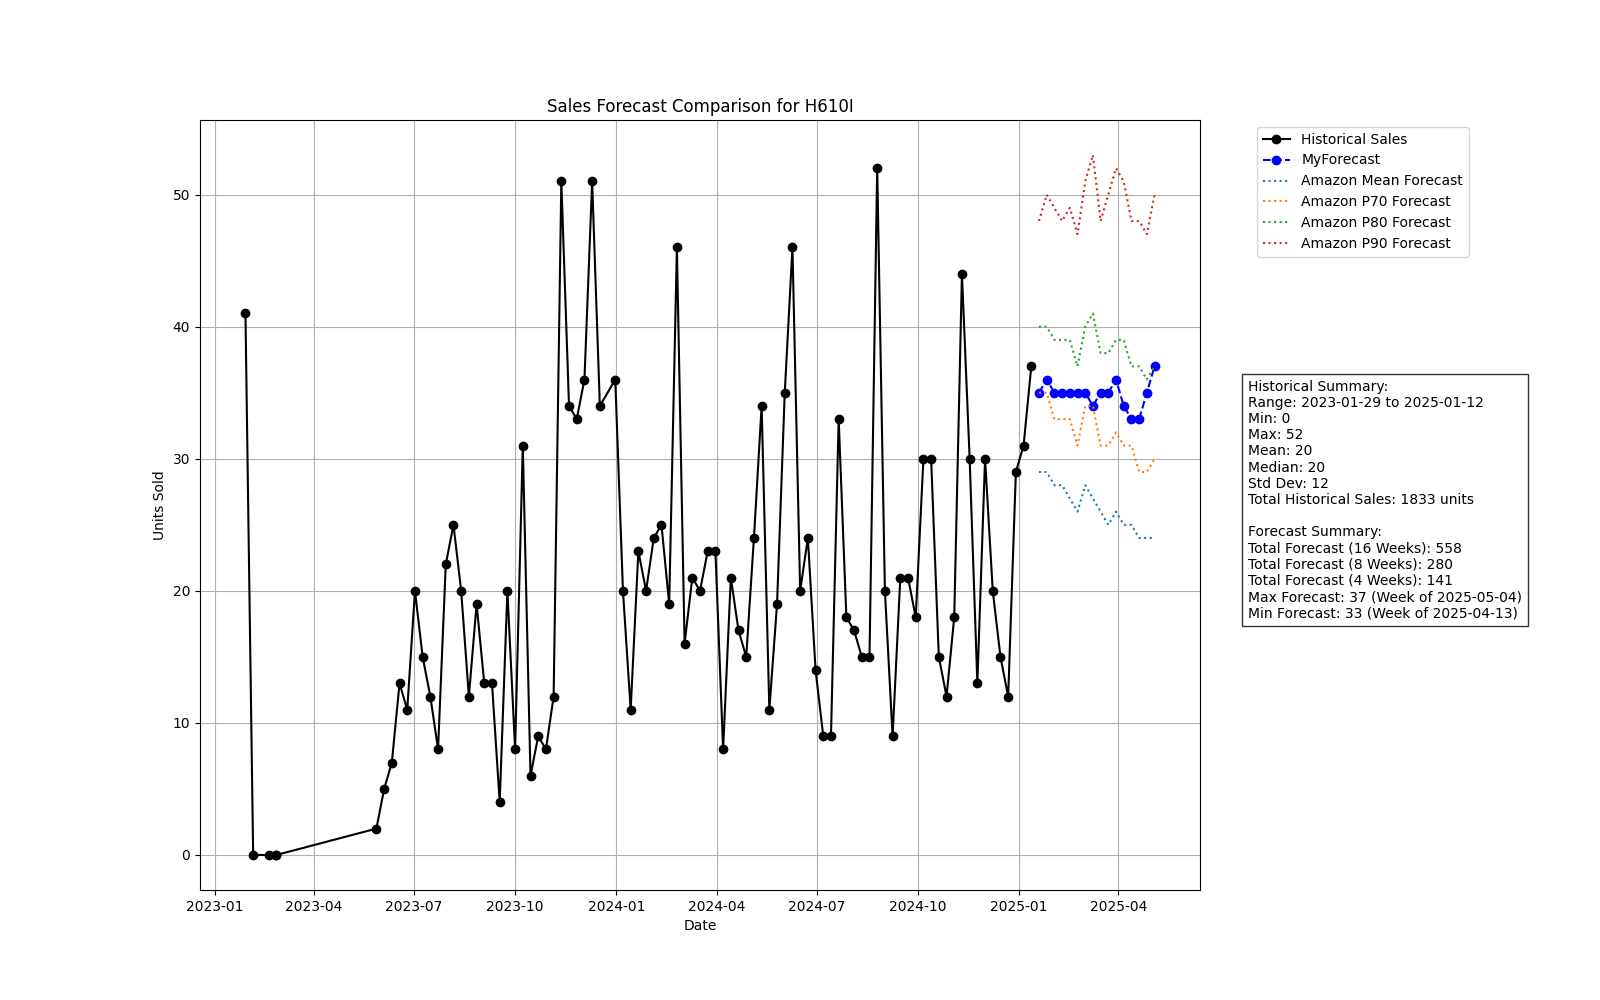 Sales Forecast Comparison for H610I
Units Sold
50
40
30
20
10
0
2023-01
2023-04
2023-07
2023-10
2024-01
2024-04
2024-07
2024-10
2025-01
2025-04
Date
Historical Sales
MyForecast
Amazon Mean Forecast
Amazon P70 Forecast
Amazon P80 Forecast
Amazon P90 Forecast
Historical Summary:
Range: 2023-01-29 to 2025-01-12
Min: 0
Max: 52
Mean: 20
Median: 20
Std Dev: 12
Total Historical Sales: 1833 units
Forecast Summary:
Total Forecast (16 Weeks): 558
Total Forecast (8 Weeks): 280
Total Forecast (4 Weeks): 141
Max Forecast: 37 (Week of 2025-05-04)
Min Forecast: 33 (Week of 2025-04-13)